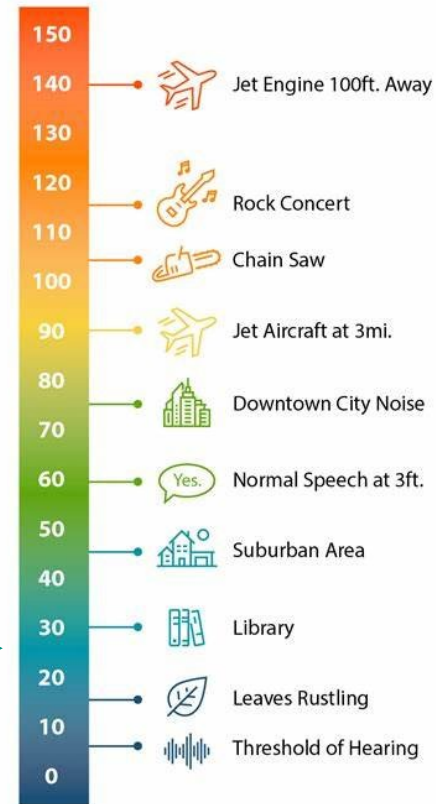 150
140
Jet Engine 100ft. Away
130
120
Rock Concert
110
Chain Saw
100
90
Jet Aircraft at 3mi.
80
Downtown City Noise
70
60
Yes.
Normal Speech at 3ft.
50
Suburban Area
40
30
Library
20
Leaves Rustling
10
Threshold of Hearing
0